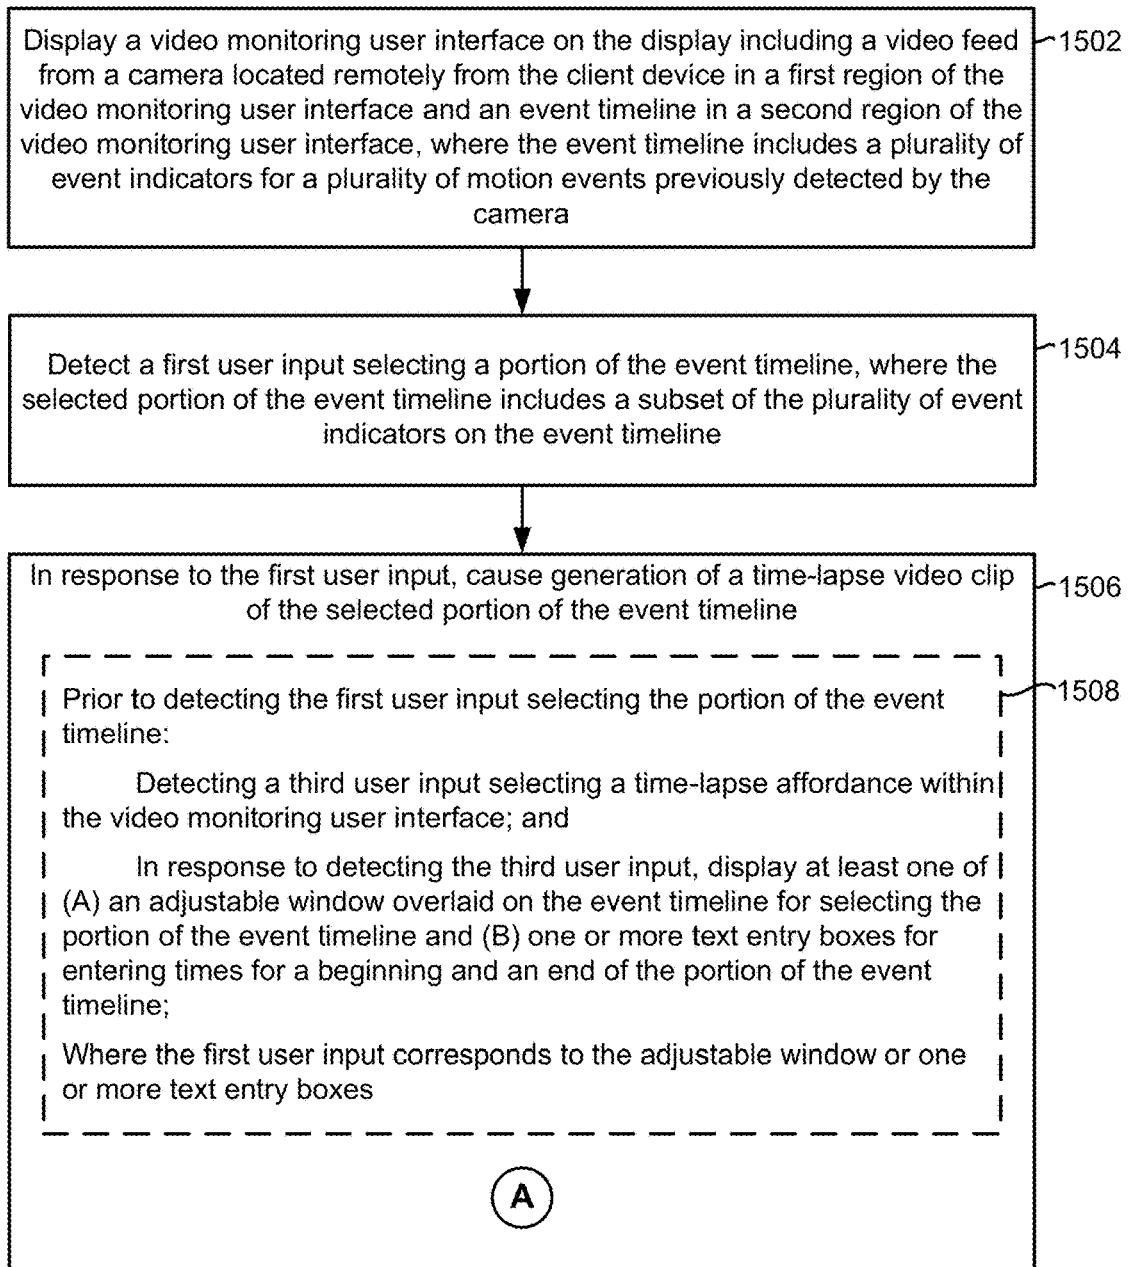 Display a video monitoring user interface on the display including a video feed
from a camera located remotely from the client device in a first region of the
video monitoring user interface and an event timeline in a second region of the
video monitoring user interface, where the event timeline includes a plurality of
event indicators for a plurality of motion events previously detected by the
camera
1502
Detect a first user input selecting a portion of the event timeline, where the
selected portion of the event timeline includes a subset of the plurality of event
indicators on the event timeline
1504
In response to the first user input, cause generation of a time-lapse video clip
of the selected portion of the event timeline
1506
Prior to detecting the first user input selecting the portion of the event
timeline:
1508
Detecting a third user input selecting a time-lapse affordance within
the video monitoring user interface; and
In response to detecting the third user input, display at least one of
(A) an adjustable window overlaid on the event timeline for selecting the
portion of the event timeline and (B) one or more text entry boxes for
entering times for a beginning and an end of the portion of the event
timeline;
Where the first user input corresponds to the adjustable window or one
or more text entry boxes
A